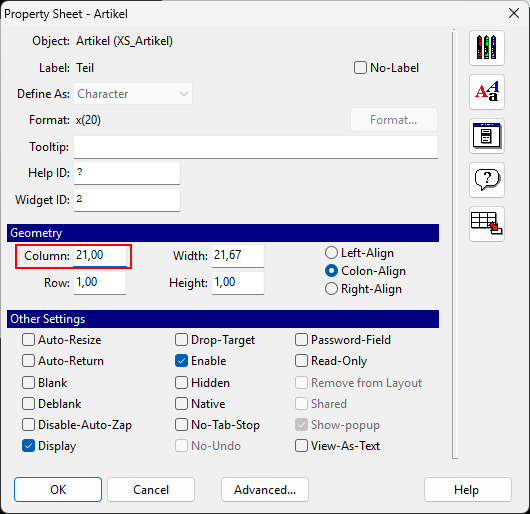 Property Sheet - Artikel
Object: Artikel (XS_Artikel)
Label: Teil
No-Label
Define As: Character
Format: x(20)
Format...
Tooltip:
Help ID: ?
Widget ID: 2
Geometry
Column: 21,00 Width: 21,67 Left-Align
Colon-Align
Row: 1,00 Height: 1,00 Right-Align
Other Settings
Auto-Resize Drop-Target Password-Field
Auto-Return Enable Read-Only
Blank Hidden Remove from Layout
Deblank Native Shared
Disable-Auto-Zap No-Tab-Stop Show-popup
Display No-Undo View-As-Text
OK Cancel Advanced... Help